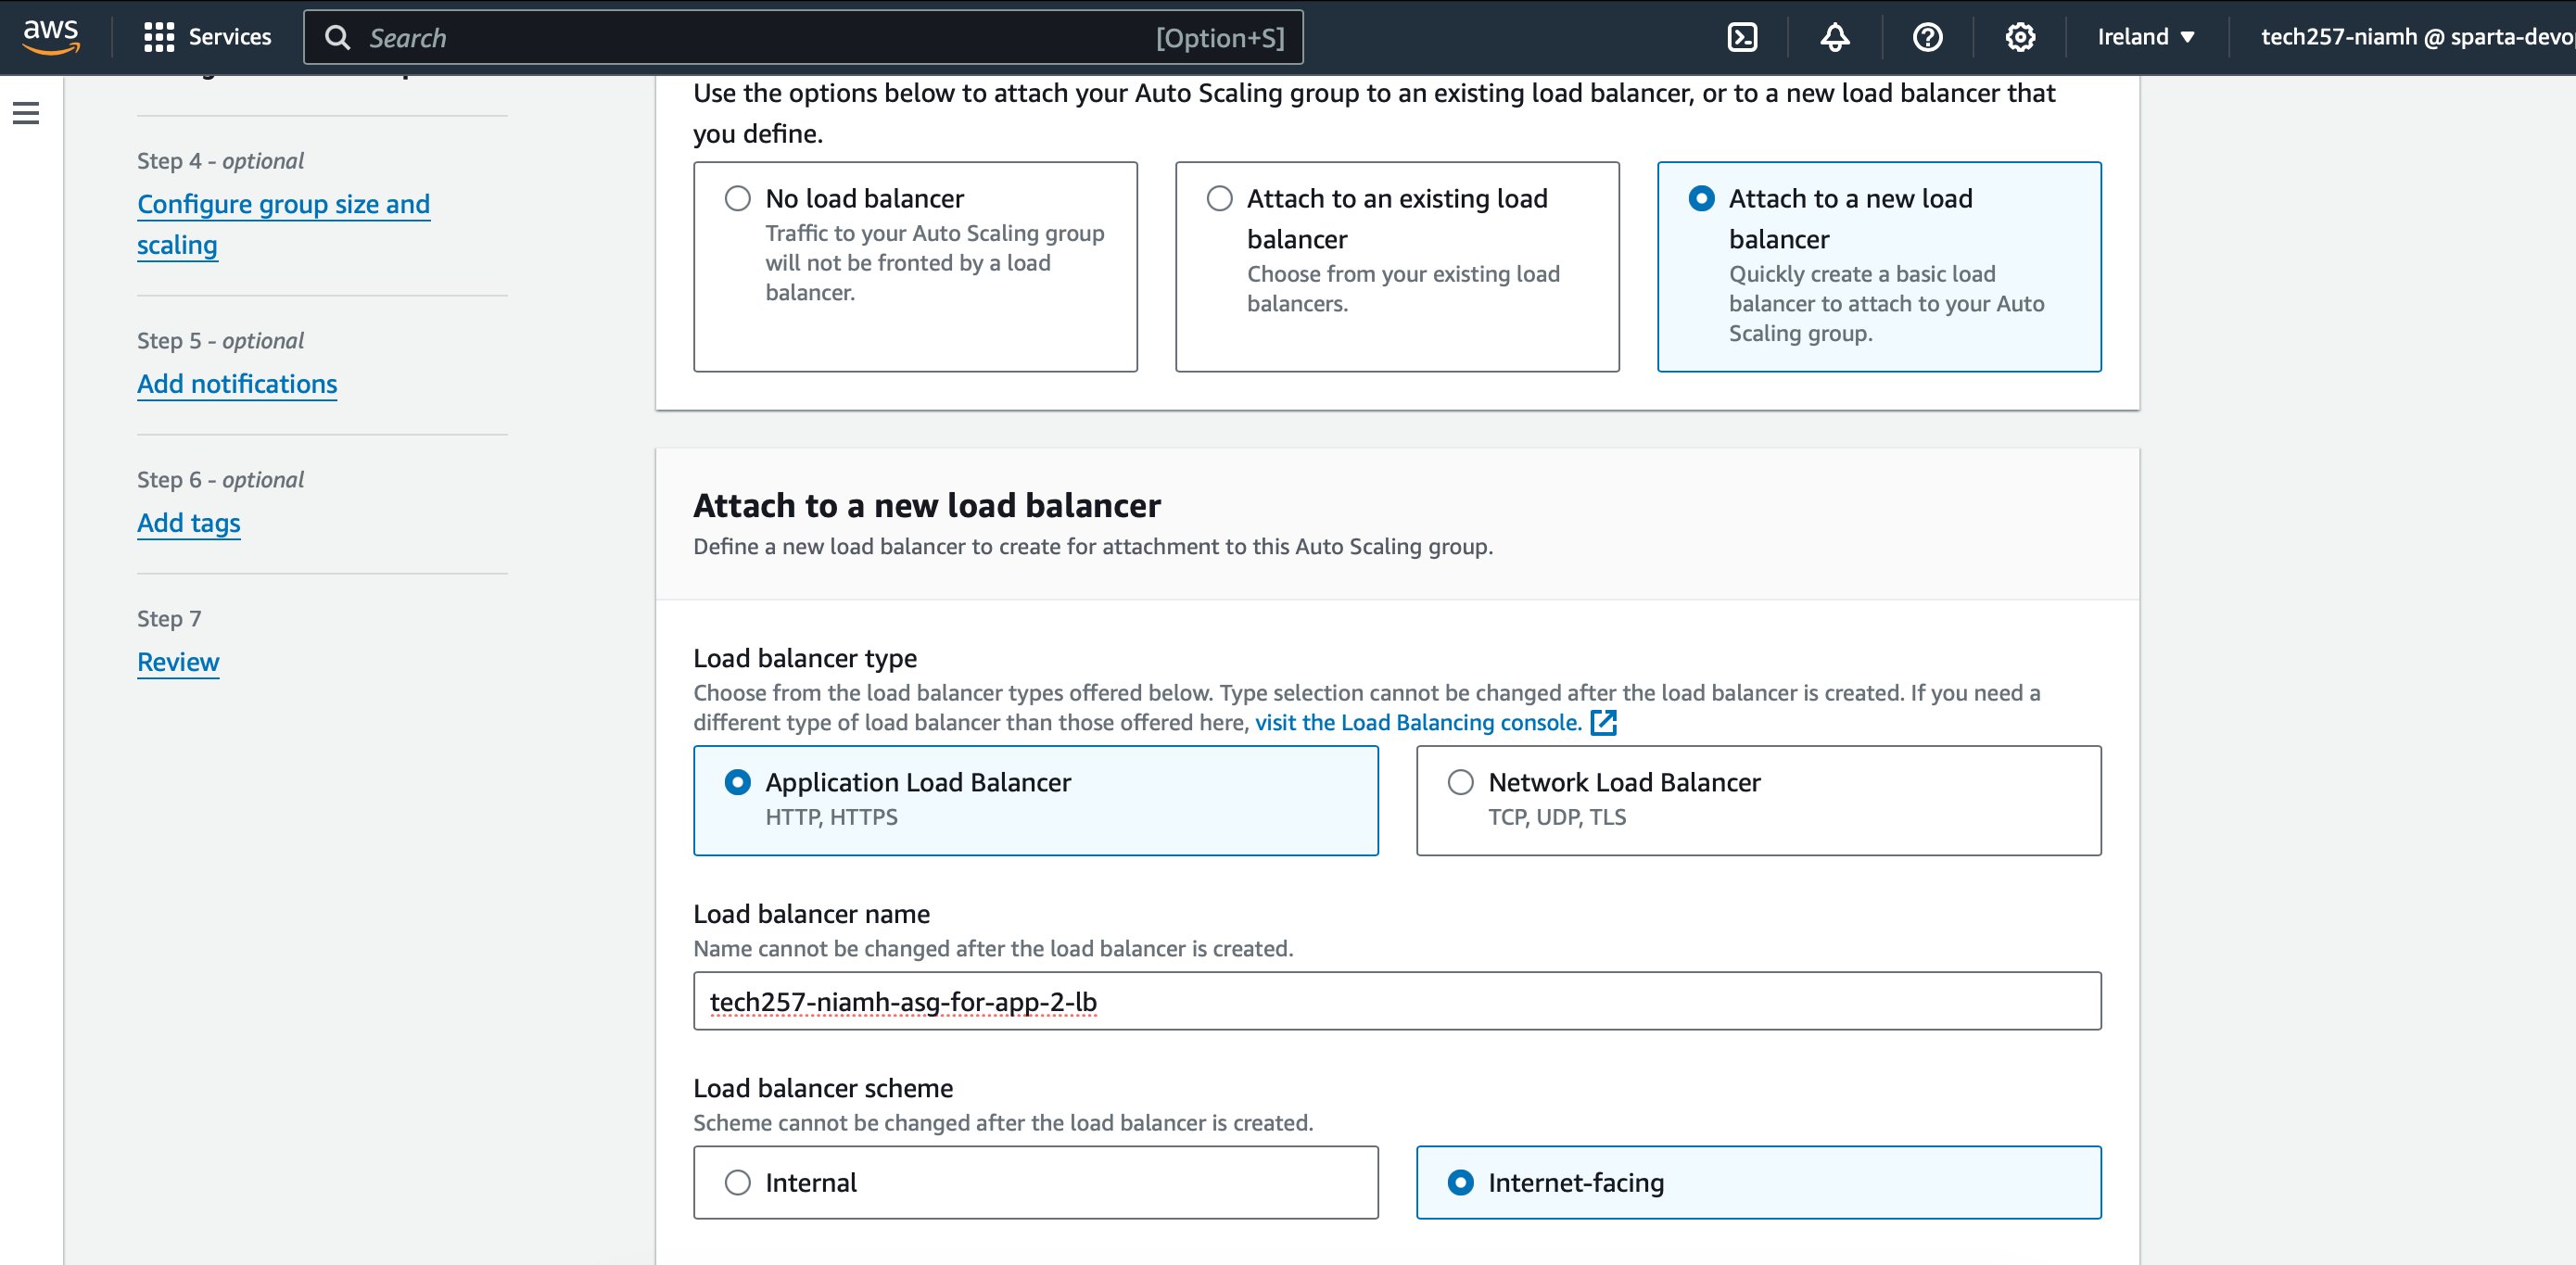 aws
Services
Search
[Option+S]
Ireland
tech257-niamh @ sparta-devo
Step 4 - optional
Configure group size and
scaling
Step 5 - optional
Add notifications
Step 6 - optional
Add tags
Step 7
Review
Use the options below to attach your Auto Scaling group to an existing load balancer, or to a new load balancer that
you define.
No load balancer
Traffic to your Auto Scaling group
will not be fronted by a load
balancer.
Attach to an existing load
balancer
Choose from your existing load
balancers.
Attach to a new load
balancer
Quickly create a basic load
balancer to attach to your Auto
Scaling group.
Attach to a new load balancer
Define a new load balancer to create for attachment to this Auto Scaling group.
Load balancer type
Choose from the load balancer types offered below. Type selection cannot be changed after the load balancer is created. If you need a
different type of load balancer than those offered here, visit the Load Balancing console.
Application Load Balancer
HTTP, HTTPS
Network Load Balancer
TCP, UDP, TLS
Load balancer name
Name cannot be changed after the load balancer is created.
tech257-niamh-asg-for-app-2-lb
Load balancer scheme
Scheme cannot be changed after the load balancer is created.
Internal
Internet-facing